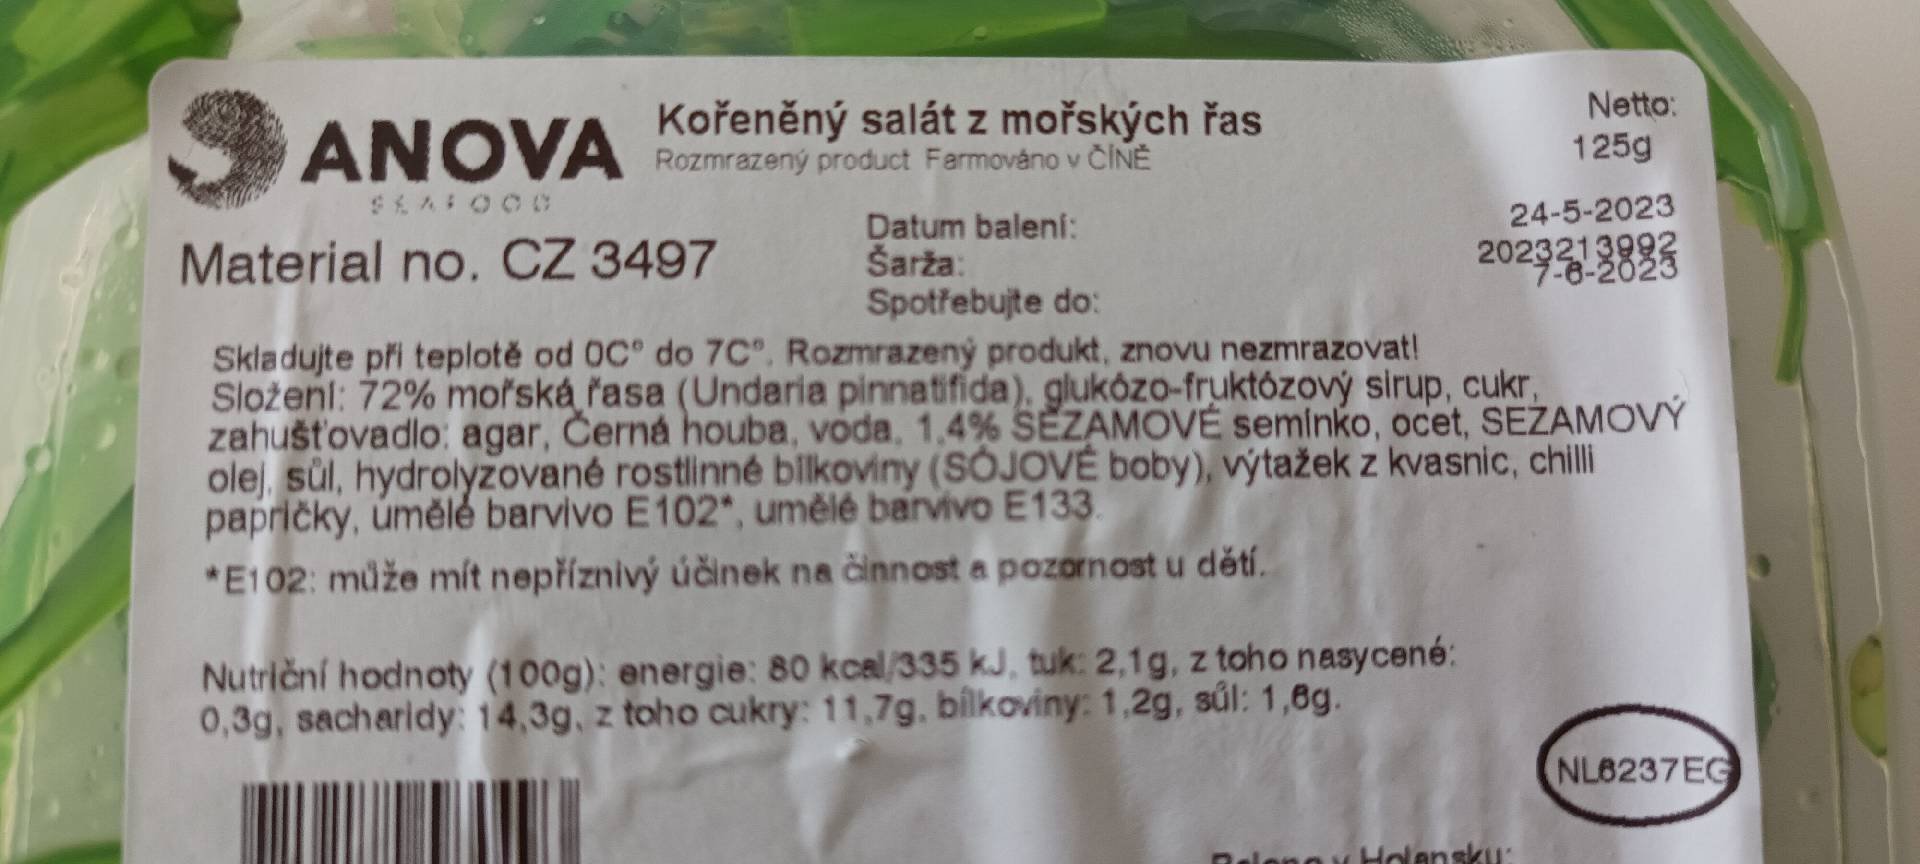 ANOVA
SEAFOOD
Kořeněný salát z mořských řas
Rozmrazený product Farmováno v ČÍNĚ
Netto:
125g
Material no. CZ 3497
Datum balení:
24-5-2023
Šarža:
2023213992
Spotřebujte do:
7-6-2023
Skladujte při teplotě od 0C° do 7C°. Rozmrazený produkt, znovu nezmrazovat!
Složení: 72% mořská řasa (Undaria pinnatifida), glukózo-fruktózový sirup, cukr,
zahušťovadlo: agar, Černá houba, voda, 1,4% SEZAMOVÉ semínko, ocet, SEZAMOVÝ
olej, sůl, hydrolyzované rostlinné bílkoviny (SÓJOVÉ boby), výtažek z kvasnic, chilli
papričky, umělé barvivo E102*, umělé barvivo E133.
*E102: může mít nepříznivý účinek na činnost a pozornost u dětí.
Nutriční hodnoty (100g): energie: 80 kcal/335 kJ, tuk: 2,1g, z toho nasycené:
0,3g, sacharidy: 14,3g, z toho cukry: 11,7g, bílkoviny: 1,2g, sůl: 1,6g.
NL6237EG
v Holansku: